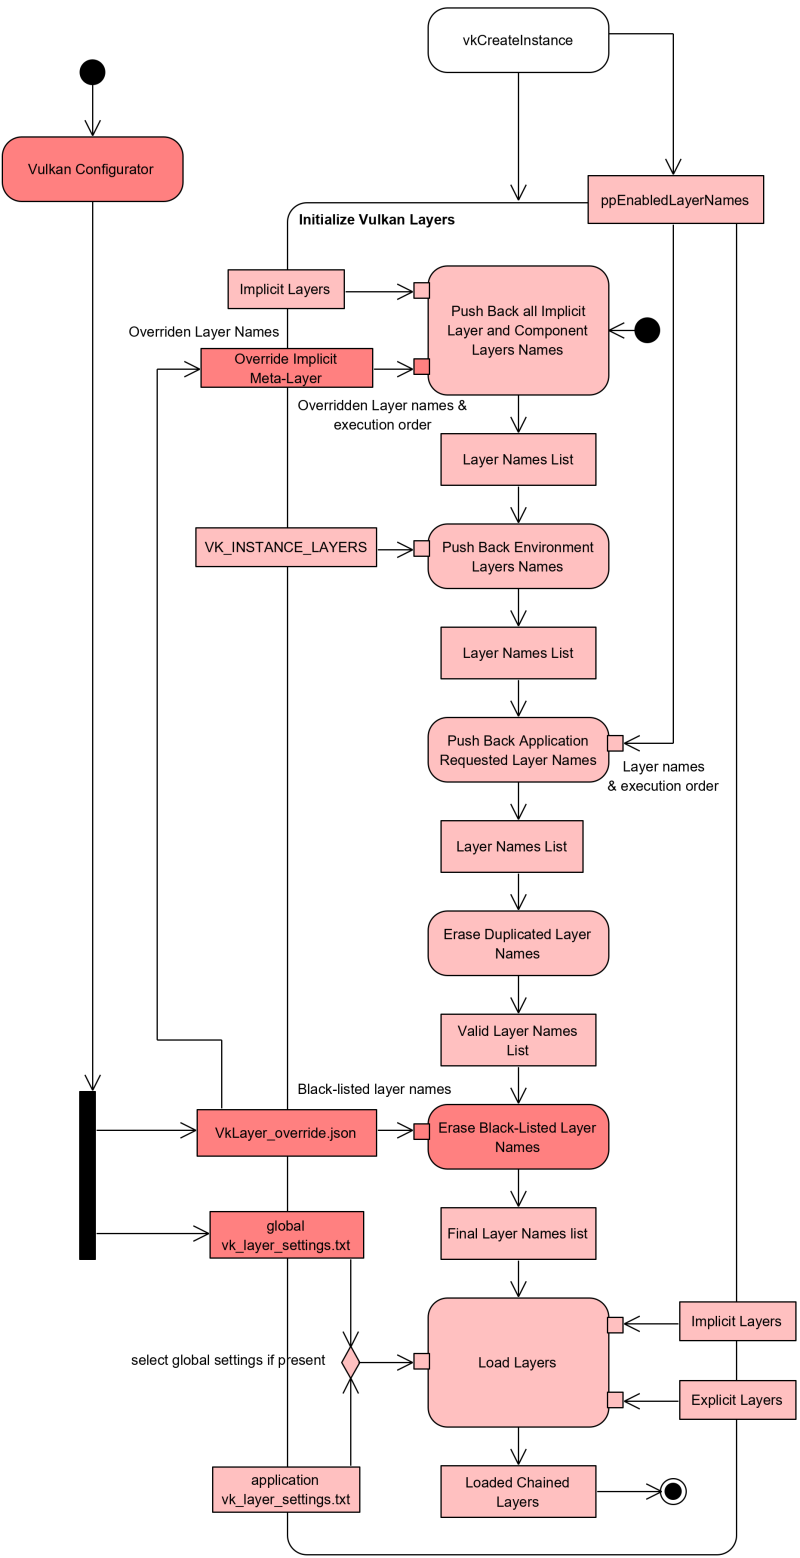 vkCreateInstance
Vulkan Configurator
ppEnabledLayerNames
Initialize Vulkan Layers
Implicit Layers
Push Back all Implicit
Layer and Component
Layers Names
Overriden Layer Names
Override Implicit
Meta-Layer
Overridden Layer names &
execution order
Layer Names List
VK_INSTANCE_LAYERS
Push Back Environment
Layers Names
Layer Names List
Push Back Application
Requested Layer Names
Layer names
& execution order
Layer Names List
Erase Duplicated Layer
Names
Valid Layer Names
List
Black-listed layer names
VkLayer_override.json
Erase Black-Listed Layer
Names
global
vk_layer_settings.txt
Final Layer Names list
Implicit Layers
select global settings if present
Load Layers
Explicit Layers
application
vk_layer_settings.txt
Loaded Chained
Layers